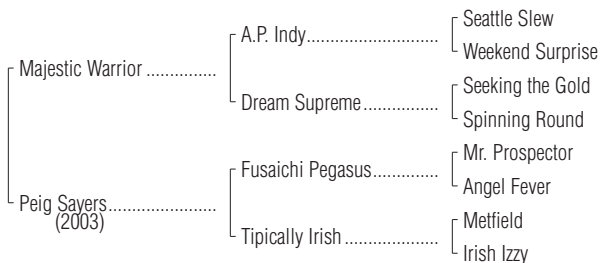 Seattle Slew
A.P. Indy..............................
Weekend Surprise
Majestic Warrior ...............
Seeking the Gold
Dream Supreme.................
Spinning Round
Mr. Prospector
Fusaichi Pegasus...............
Angel Fever
Peig Sayers.......................
(2003)
Metfield
Tipically Irish .....................
Irish Izzy